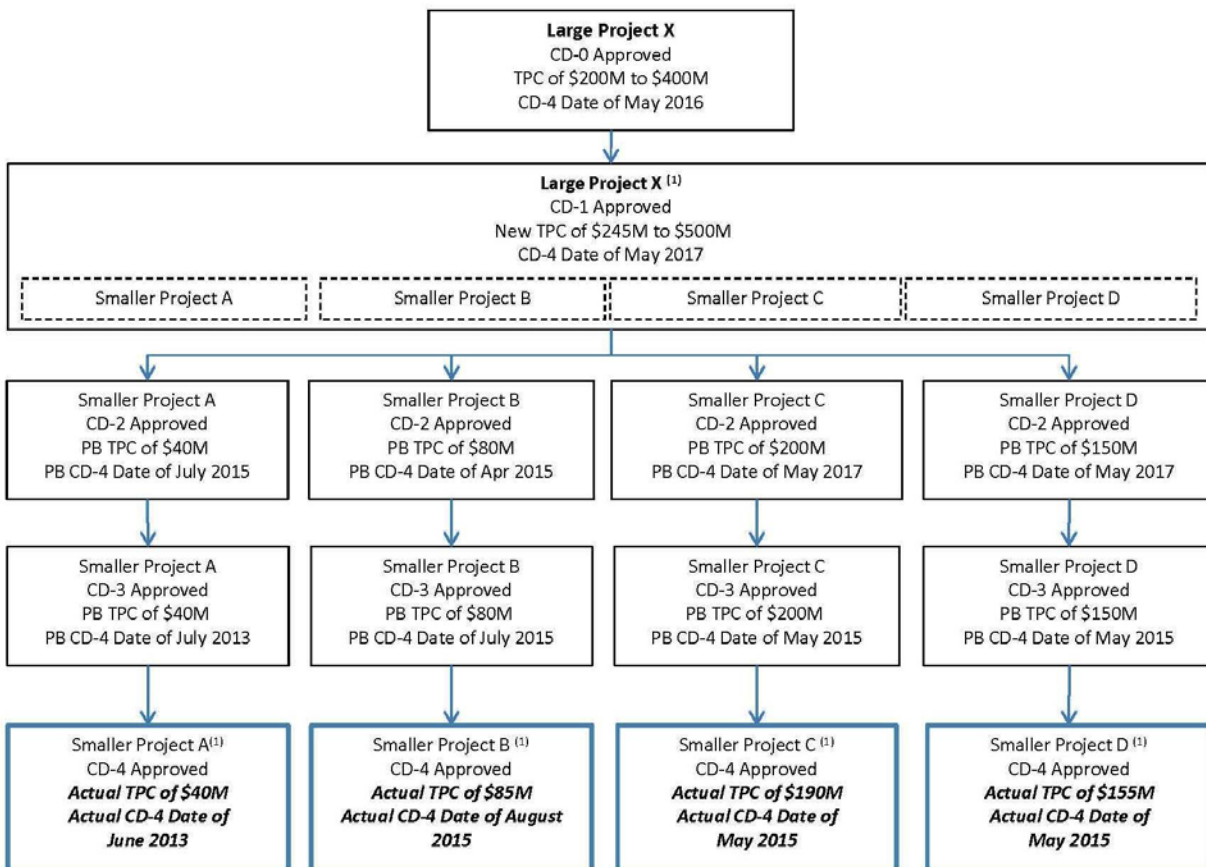 Large Project X
CD-0 Approved
TPC of $200M to $400M
CD-4 Date of May 2016
Large Project X (1)
CD-1 Approved
New TPC of $245M to $500M
CD-4 Date of May 2017
Smaller Project A
Smaller Project B
Smaller Project C
Smaller Project D
Smaller Project A
CD-2 Approved
PB TPC of $40M
PB CD-4 Date of July 2015
Smaller Project B
CD-2 Approved
PB TPC of $80M
PB CD-4 Date of Apr 2015
Smaller Project C
CD-2 Approved
PB TPC of $200M
PB CD-4 Date of May 2017
Smaller Project D
CD-2 Approved
PB TPC of $150M
PB CD-4 Date of May 2017
Smaller Project A
CD-3 Approved
PB TPC of $40M
PB CD-4 Date of July 2013
Smaller Project B
CD-3 Approved
PB TPC of $80M
PB CD-4 Date of July 2015
Smaller Project C
CD-3 Approved
PB TPC of $200M
PB CD-4 Date of May 2015
Smaller Project D
CD-3 Approved
PB TPC of $150M
PB CD-4 Date of May 2015
Smaller Project A(1)
CD-4 Approved
Actual TPC of $40M
Actual CD-4 Date of
June 2013
Smaller Project B (1)
CD-4 Approved
Actual TPC of $85M
Actual CD-4 Date of August
2015
Smaller Project C (1)
CD-4 Approved
Actual TPC of $190M
Actual CD-4 Date of
May 2015
Smaller Project D (1)
CD-4 Approved
Actual TPC of $155M
Actual CD-4 Date of
May 2015